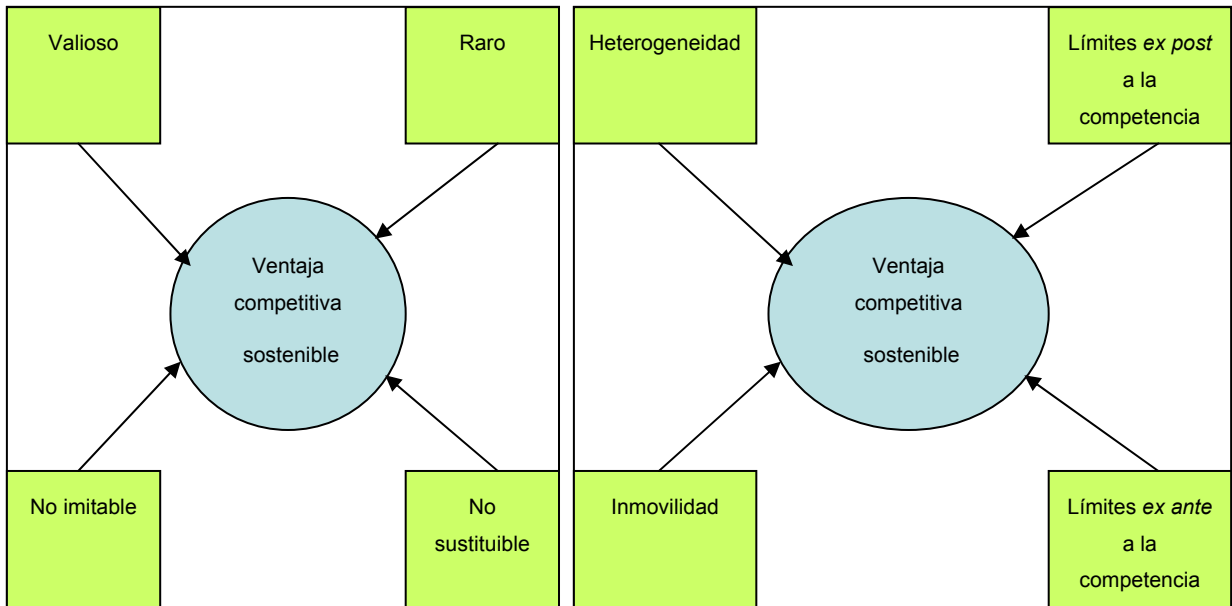 Valioso
Raro
Ventaja
competitiva
sostenible
No imitable
No
sustituible
Heterogeneidad
Límites ex post
a la
competencia
Ventaja
competitiva
sostenible
Inmovilidad
Límites ex ante
a la
competencia